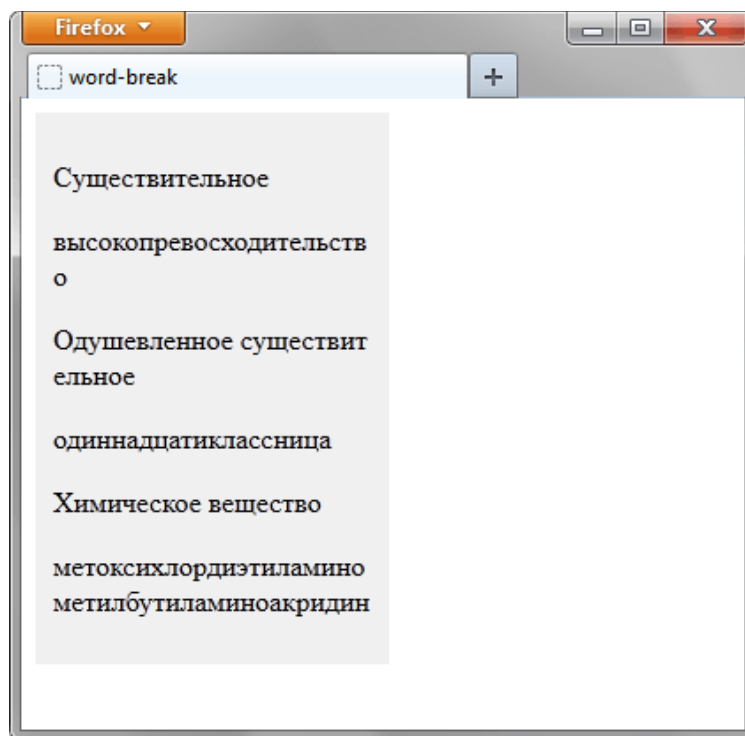 Firefox
word-break
Существительное
высокопревосходительств
о
Одушевленное существит
ельное
одиннадцатиклассница
Химическое вещество
метоксихлордиэтиламино
метилбутиламиноакридин